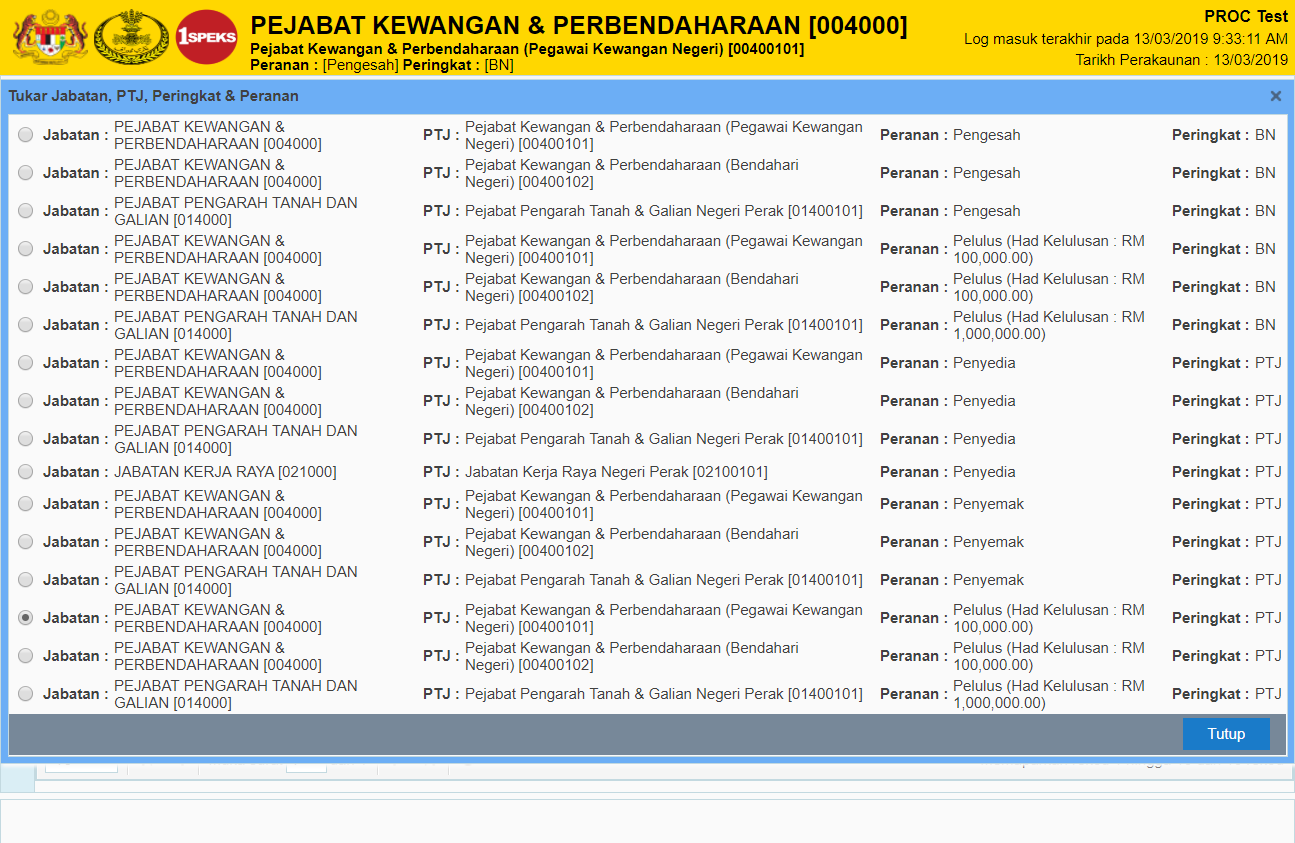 1SPEKS
PEJABAT KEWANGAN & PERBENDAHARAAN [004000]
Pejabat Kewangan & Perbendaharaan (Pegawai Kewangan Negeri) [00400101]
Peranan : [Pengesah] Peringkat : [BN]
PROC Test
Log masuk terakhir pada 13/03/2019 9:33:11 AM
Tarikh Perakaunan : 13/03/2019
Tukar Jabatan, PTJ, Peringkat & Peranan
Jabatan : PEJABAT KEWANGAN &
PERBENDAHARAAN [004000]
PTJ : Pejabat Kewangan & Perbendaharaan (Pegawai Kewangan
Negeri) [00400101]
Peranan : Pengesah
Peringkat : BN
Jabatan : PEJABAT KEWANGAN &
PERBENDAHARAAN [004000]
PTJ : Pejabat Kewangan & Perbendaharaan (Bendahari
Negeri) [00400102]
Peranan : Pengesah
Peringkat : BN
Jabatan : PEJABAT PENGARAH TANAH DAN
GALIAN [014000]
PTJ : Pejabat Pengarah Tanah & Galian Negeri Perak [01400101]
Peranan : Pengesah
Peringkat : BN
Jabatan : PEJABAT KEWANGAN &
PERBENDAHARAAN [004000]
PTJ : Pejabat Kewangan & Perbendaharaan (Pegawai Kewangan
Negeri) [00400101]
Peranan : Pelulus (Had Kelulusan : RM
100,000.00)
Peringkat : BN
Jabatan : PEJABAT KEWANGAN &
PERBENDAHARAAN [004000]
PTJ : Pejabat Kewangan & Perbendaharaan (Bendahari
Negeri) [00400102]
Peranan : Pelulus (Had Kelulusan : RM
100,000.00)
Peringkat : BN
Jabatan : PEJABAT PENGARAH TANAH DAN
GALIAN [014000]
PTJ : Pejabat Pengarah Tanah & Galian Negeri Perak [01400101]
Peranan : Pelulus (Had Kelulusan : RM
1,000,000.00)
Peringkat : BN
Jabatan : PEJABAT KEWANGAN &
PERBENDAHARAAN [004000]
PTJ : Pejabat Kewangan & Perbendaharaan (Pegawai Kewangan
Negeri) [00400101]
Peranan : Penyedia
Peringkat : PTJ
Jabatan : PEJABAT KEWANGAN &
PERBENDAHARAAN [004000]
PTJ : Pejabat Kewangan & Perbendaharaan (Bendahari
Negeri) [00400102]
Peranan : Penyedia
Peringkat : PTJ
Jabatan : PEJABAT PENGARAH TANAH DAN
GALIAN [014000]
PTJ : Pejabat Pengarah Tanah & Galian Negeri Perak [01400101]
Peranan : Penyedia
Peringkat : PTJ
Jabatan : JABATAN KERJA RAYA [021000]
PTJ : Jabatan Kerja Raya Negeri Perak [02100101]
Peranan : Penyedia
Peringkat : PTJ
Jabatan : PEJABAT KEWANGAN &
PERBENDAHARAAN [004000]
PTJ : Pejabat Kewangan & Perbendaharaan (Pegawai Kewangan
Negeri) [00400101]
Peranan : Penyemak
Peringkat : PTJ
Jabatan : PEJABAT KEWANGAN &
PERBENDAHARAAN [004000]
PTJ : Pejabat Kewangan & Perbendaharaan (Bendahari
Negeri) [00400102]
Peranan : Penyemak
Peringkat : PTJ
Jabatan : PEJABAT PENGARAH TANAH DAN
GALIAN [014000]
PTJ : Pejabat Pengarah Tanah & Galian Negeri Perak [01400101]
Peranan : Penyemak
Peringkat : PTJ
Jabatan : PEJABAT KEWANGAN &
PERBENDAHARAAN [004000]
PTJ : Pejabat Kewangan & Perbendaharaan (Pegawai Kewangan
Negeri) [00400101]
Peranan : Pelulus (Had Kelulusan : RM
100,000.00)
Peringkat : PTJ
Jabatan : PEJABAT KEWANGAN &
PERBENDAHARAAN [004000]
PTJ : Pejabat Kewangan & Perbendaharaan (Bendahari
Negeri) [00400102]
Peranan : Pelulus (Had Kelulusan : RM
100,000.00)
Peringkat : PTJ
Jabatan : PEJABAT PENGARAH TANAH DAN
GALIAN [014000]
PTJ : Pejabat Pengarah Tanah & Galian Negeri Perak [01400101]
Peranan : Pelulus (Had Kelulusan : RM
1,000,000.00)
Peringkat : PTJ
Tutup